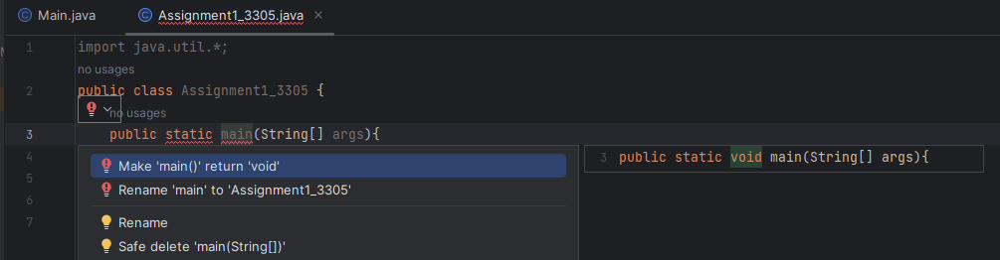 Main.java Assignment1_3305.java ×
1 import java.util.*;
no usages
2 public class Assignment1_3305 {
no usages
3 public static main(String[] args){
4
5
6
7
Make 'main()' return 'void'
Rename 'main' to 'Assignment1_3305'
Rename
Safe delete 'main(String[])'
3 public static void main(String[] args){